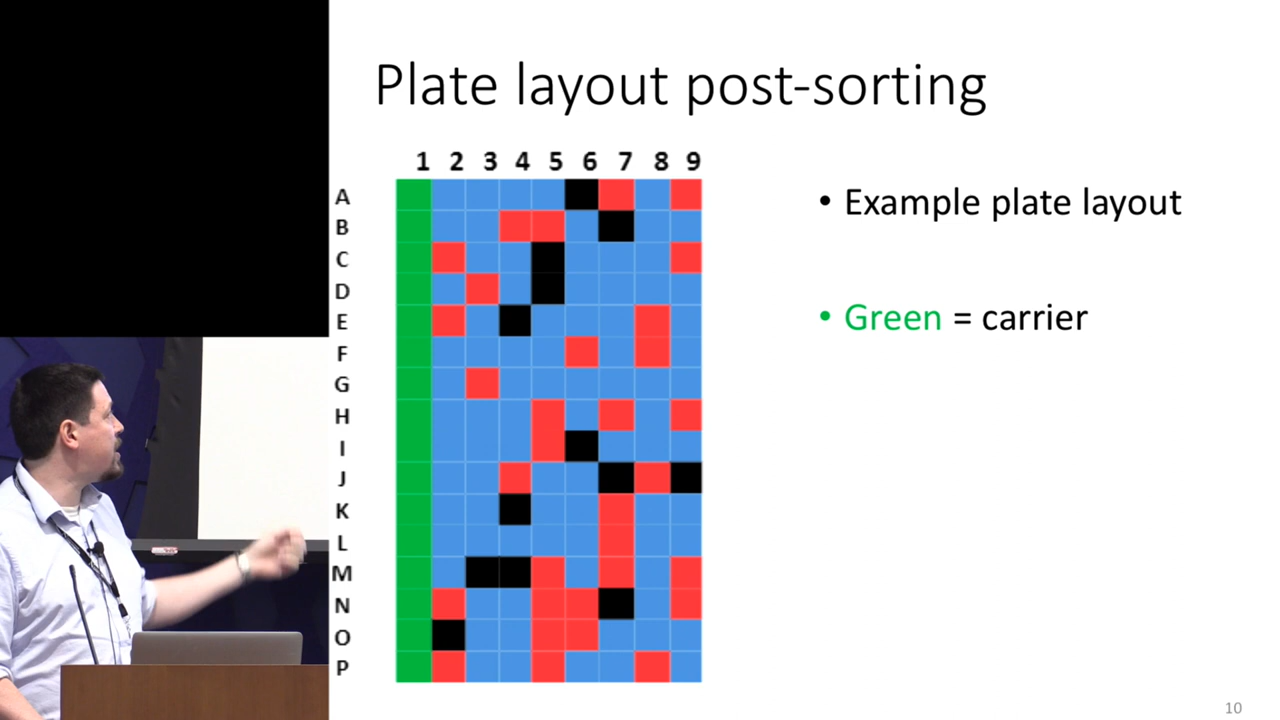 Plate layout post-sorting
1 2 3 4 5 6 7 8 9
A
B
C
D
E
F
G
H
I
J
K
L
M
N
O
P
• Example plate layout
• Green = carrier
10